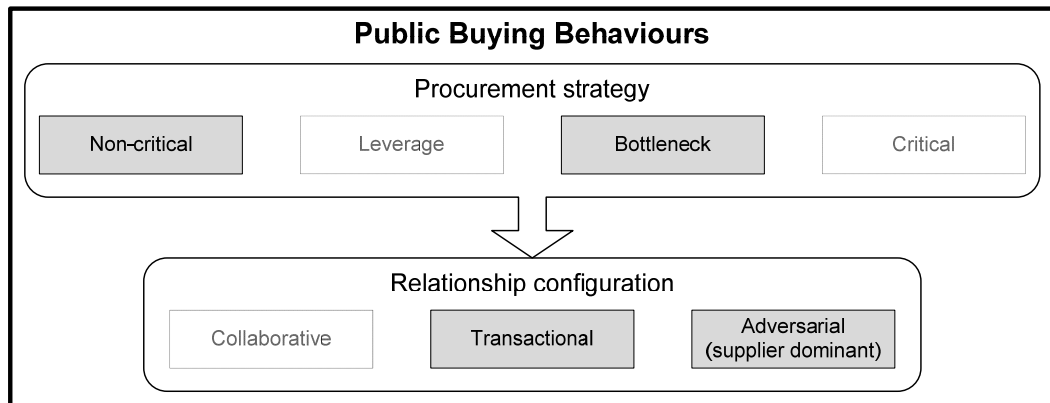 Public Buying Behaviours
Procurement strategy
Non-critical
Leverage
Bottleneck
Critical
Relationship configuration
Collaborative
Transactional
Adversarial
(supplier dominant)